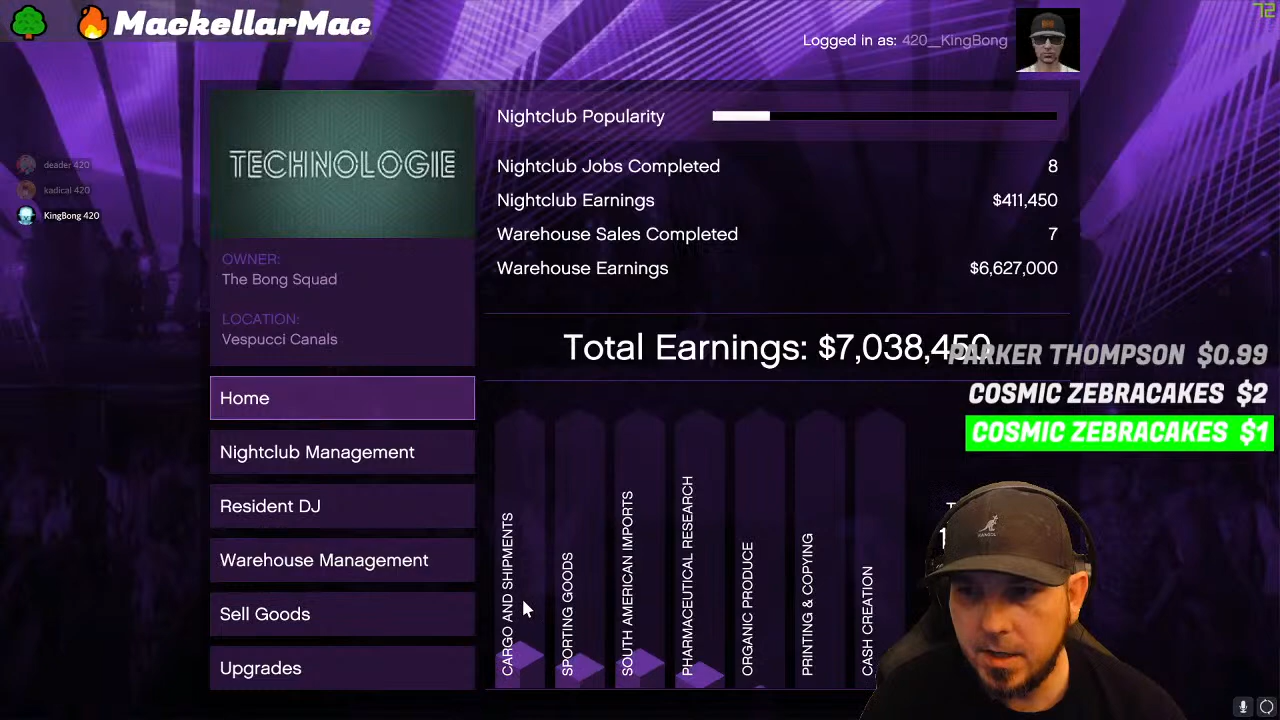 MackellarMac
72
Logged in as: 420__KingBong
TECHNOLOGIE
deader 420
kadical 420
KingBong 420
OWNER:
The Bong Squad
LOCATION:
Vespucci Canals
Home
Nightclub Management
Resident DJ
Warehouse Management
Sell Goods
Upgrades
Nightclub Popularity
Nightclub Jobs Completed 8
Nightclub Earnings $411,450
Warehouse Sales Completed 7
Warehouse Earnings $6,627,000
Total Earnings: $7,038,450
PARKER THOMPSON $0.99
COSMIC ZEBRACAKES $2
COSMIC ZEBRACAKES $1
CARGO AND SHIPMENTS
SPORTING GOODS
SOUTH AMERICAN IMPORTS
PHARMACEUTICAL RESEARCH
ORGANIC PRODUCE
PRINTING & COPYING
CASH CREATION